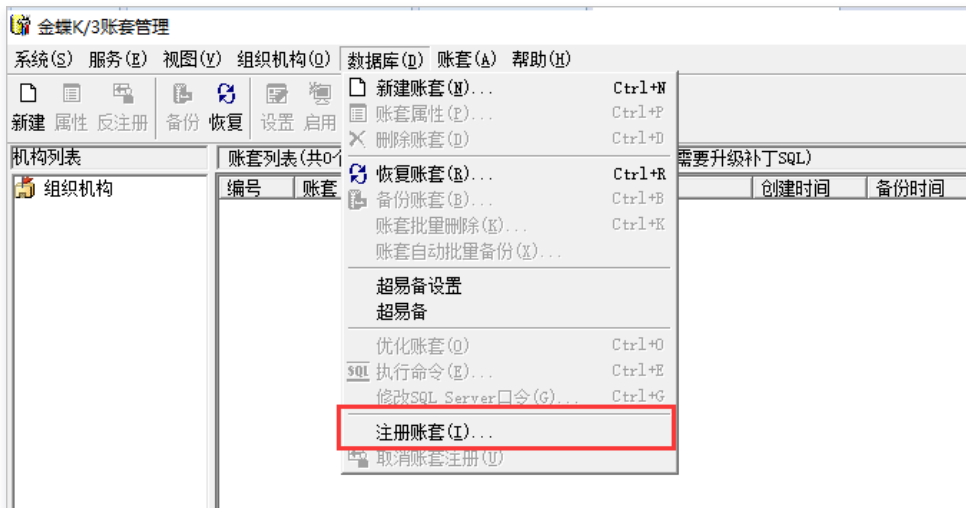 金蝶K/3账套管理
系统(S) 服务(E) 视图(V) 组织机构(O) 数据库(D) 账套(A) 帮助(H)
新建 属性 反注册 备份 恢复 设置 启用
新建账套(N)... Ctrl+N
账套属性(P)... Ctrl+P
删除账套(D) Ctrl+D
机构列表
账套列表(共0个
需要升级补丁SQL)
组织机构
编号 账套
创建时间 备份时间
恢复账套(R)... Ctrl+R
备份账套(B)... Ctrl+B
账套批量删除(K)... Ctrl+K
账套自动批量备份(X)...
超易备设置
超易备
优化账套(O) Ctrl+O
SQL 执行命令(E)... Ctrl+E
修改SQL Server口令(G)... Ctrl+G
注册账套(I)...
取消账套注册(U)